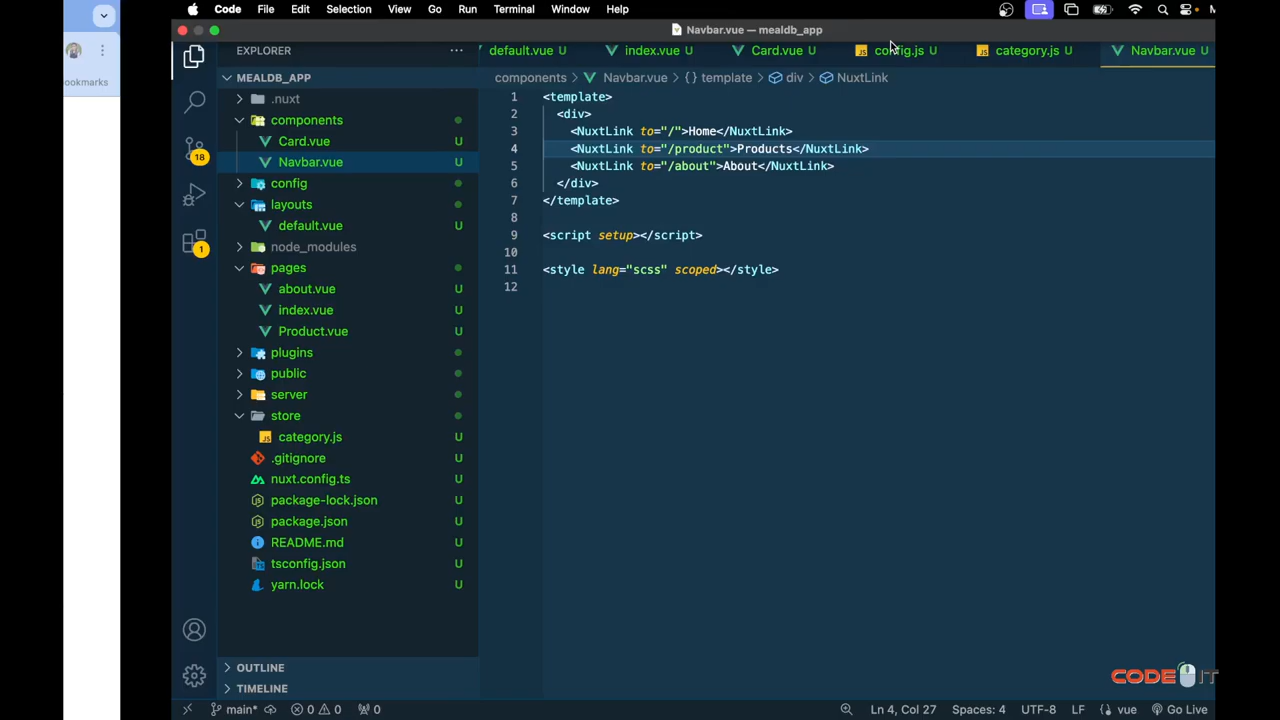 Code File Edit Selection View Go Run Terminal Window Help
Navbar.vue — mealdb_app
ookmarks
EXPLORER
default.vue U index.vue U Card.vue U config.js U category.js U Navbar.vue U
MEALDB_APP
components > Navbar.vue > {} template > div > NuxtLink
.nuxt
components
Card.vue U
Navbar.vue U
config
layouts
default.vue U
node_modules
pages
about.vue U
index.vue U
Product.vue U
plugins
public
server
store
category.js U
.gitignore U
nuxt.config.ts U
package-lock.json U
package.json U
README.md U
tsconfig.json U
yarn.lock U
OUTLINE
TIMELINE
18
1
1 <template>
2 <div>
3 <NuxtLink to="/">Home</NuxtLink>
4 <NuxtLink to="/product">Products</NuxtLink>
5 <NuxtLink to="/about">About</NuxtLink>
6 </div>
7 </template>
8
9 <script setup></script>
10
11 <style lang="scss" scoped></style>
12
CODE IT
main* 0 0 0 Ln 4, Col 27 Spaces: 4 UTF-8 LF {} vue Go Live